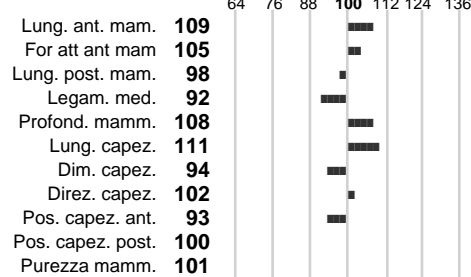 64 76 88 100 112 124 136
Lung. ant. mam. 109
For att ant mam 105
Lung. post. mam. 98
Legam. med. 92
Profond. mamm. 108
Lung. capez. 111
Dim. capez. 94
Direz. capez. 102
Pos. capez. ant. 93
Pos. capez. post. 100
Purezza mamm. 101